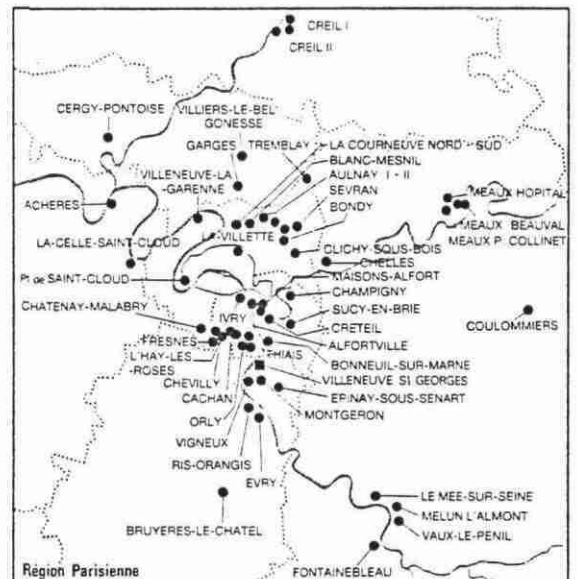 CREIL I
CREIL II
CERGY-PONTOISE
VILLIERS-LE-BEL
GONESSE
GARGES
TREMBLAY
LA COURNEUVE NORD - SUD
BLANC-MESNIL
AULNAY I - II
SEVRAN
BONDY
VILLENEUVE-LA
-GARENNE
MEAUX HOPITAL
ACHERES
MEAUX BEAUVAL
MEAUX P. COLLINET
LA-CELLE-SAINT-CLOUD
LA-VILLETTE
CLICHY-SOUS-BOIS
CHELLES
MAISONS-ALFORT
Pt de SAINT-CLOUD
CHAMPIGNY
CHATENAY-MALABRY
IVRY
SUCY-EN-BRIE
CRETEIL
COULOMMIERS
FRESNES
ALFORTVILLE
L'HAY-LES
-ROSES
THIAIS
BONNEUIL-SUR-MARNE
CHEVILLY
VILLENEUVE ST GEORGES
CACHAN
EPINAY-SOUS-SENART
ORLY
MONTGERON
VIGNEUX
RIS-ORANGIS
EVRY
LE MEE-SUR-SEINE
MELUN L'ALMONT
BRUYERES-LE-CHATEL
VAUX-LE-PENIL
Région Parisienne
FONTAINEBLEAU